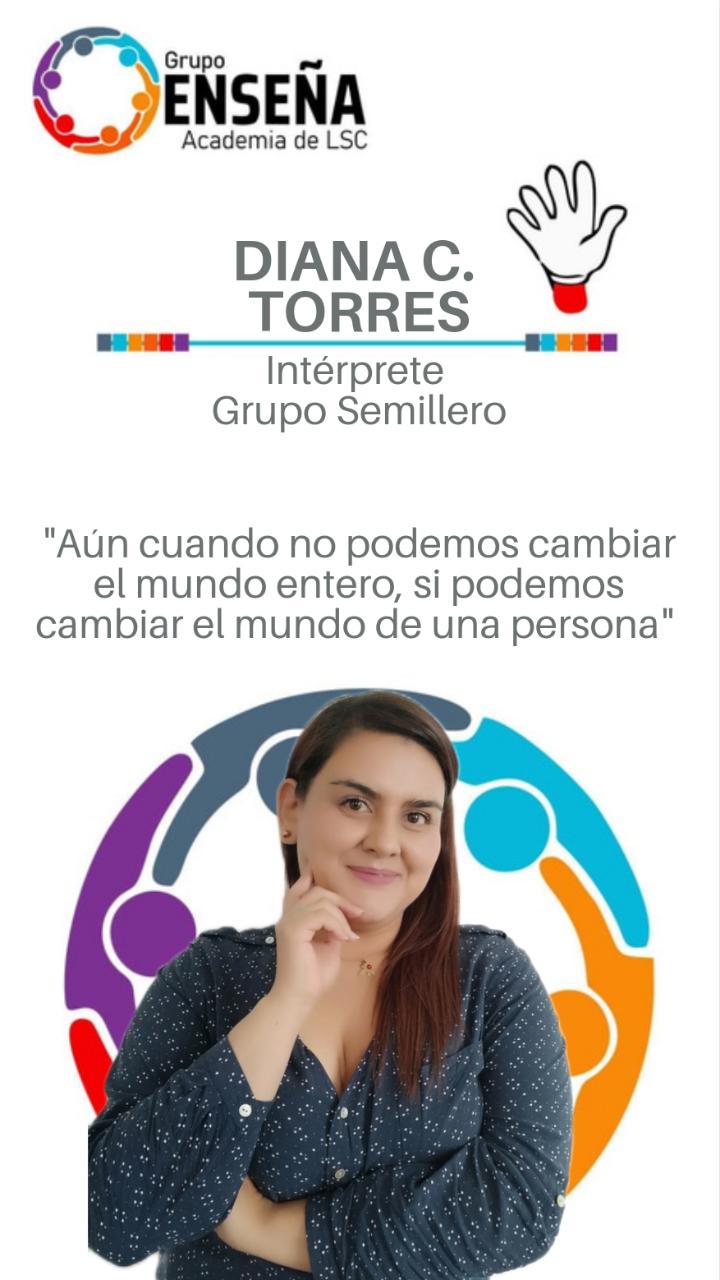 Grupo
ENSEÑA
Academia de LSC
DIANA C.
TORRES
Intérprete
Grupo Semillero
"Aún cuando no podemos cambiar
el mundo entero, si podemos
cambiar el mundo de una persona"